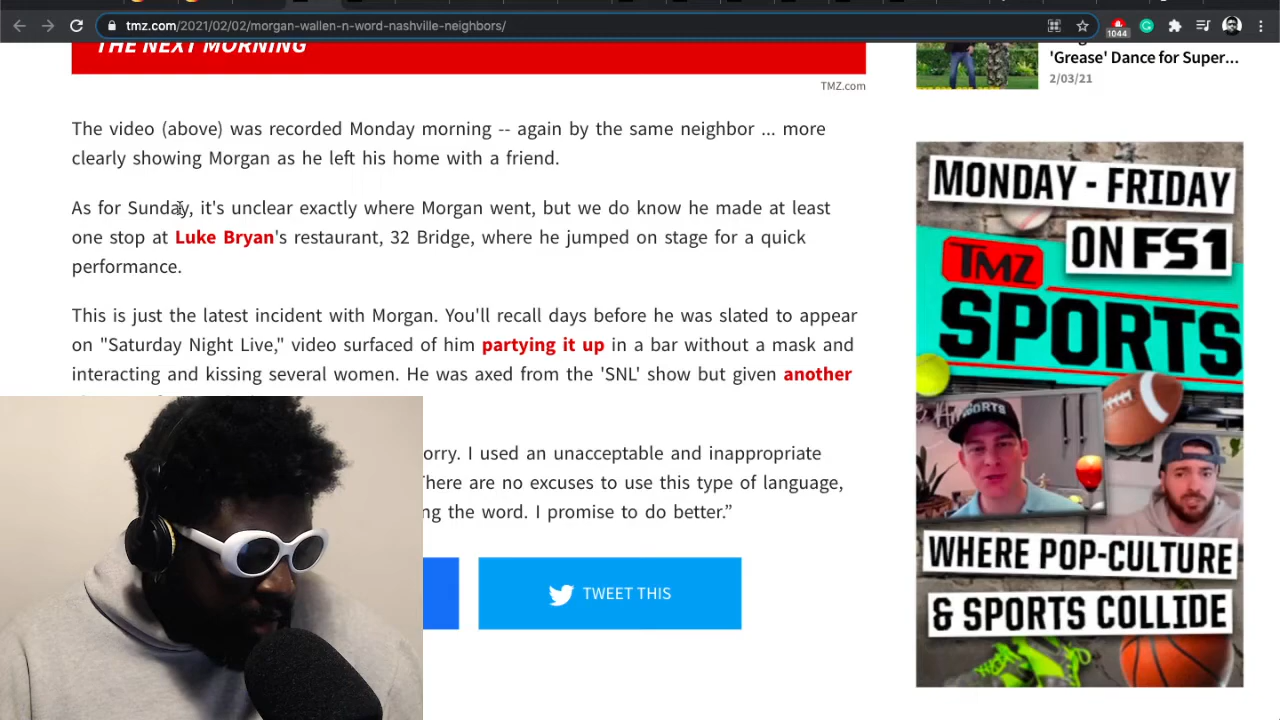 tmz.com/2021/02/02/morgan-wallen-n-word-nashville-neighbors/
1044
THE NEXT MORNING
TMZ.com
The video (above) was recorded Monday morning -- again by the same neighbor ... more
clearly showing Morgan as he left his home with a friend.
As for Sunday, it's unclear exactly where Morgan went, but we do know he made at least
one stop at Luke Bryan's restaurant, 32 Bridge, where he jumped on stage for a quick
performance.
This is just the latest incident with Morgan. You'll recall days before he was slated to appear
on "Saturday Night Live," video surfaced of him partying it up in a bar without a mask and
interacting and kissing several women. He was axed from the 'SNL' show but given another
orry. I used an unacceptable and inappropriate
There are no excuses to use this type of language,
ng the word. I promise to do better.”
TWEET THIS
'Grease' Dance for Super...
2/03/21
MONDAY - FRIDAY
ON FS1
TMZ
SPORTS
WHERE POP-CULTURE
& SPORTS COLLIDE